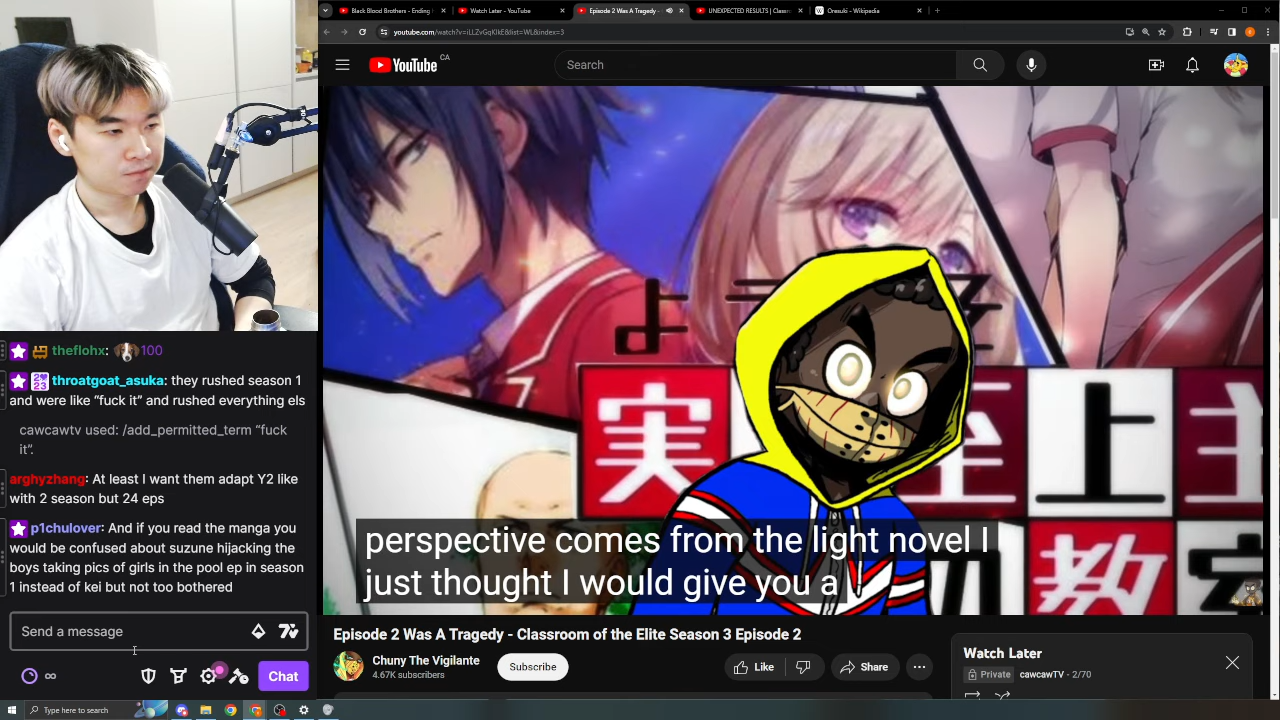 Black Blood Brothers - Ending
Watch Later - YouTube
Episode 2 Was A Tragedy -
UNEXPECTED RESULTS | Classr
Oresuki - Wikipedia
youtube.com/watch?v=iLLZvGqKlkE&list=WL&index=3
YouTube CA
Search
よ
実
至上主
教室
perspective comes from the light novel I
just thought I would give you a
theflohx: 100
throatgoat_asuka: they rushed season 1
and were like “fuck it” and rushed everything els
cawcawtv used: /add_permitted_term “fuck
it”.
arghyzhang: At least I want them adapt Y2 like
with 2 season but 24 eps
p1chulover: And if you read the manga you
would be confused about suzune hijacking the
boys taking pics of girls in the pool ep in season
1 instead of kei but not too bothered
Send a message
Chat
Episode 2 Was A Tragedy - Classroom of the Elite Season 3 Episode 2
Chuny The Vigilante
4.67K subscribers
Subscribe
Like
Share
Watch Later
Private cawcawTV - 2/70
Type here to search